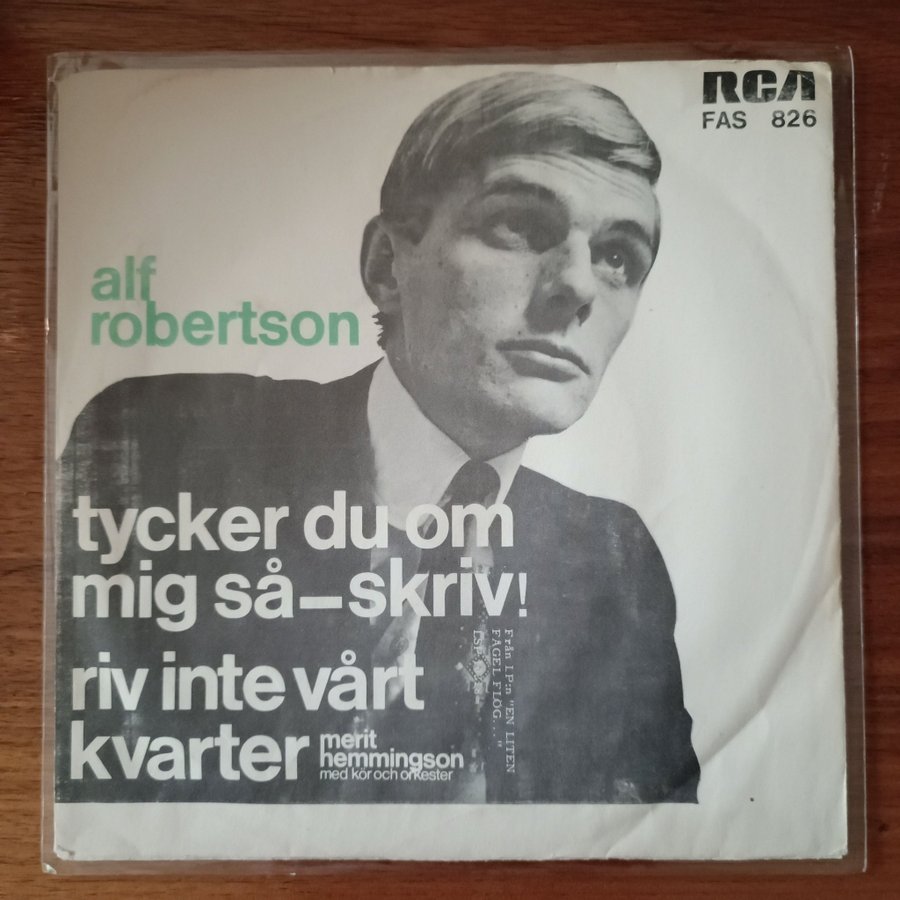 RCA
FAS 826
alf
robertson
tycker du om
mig så–skriv!
riv inte vårt
kvarter
merit
hemmingson
med kör och orkester
Från LP:n "EN LITEN
FÅGEL FLÖG..."
LSP